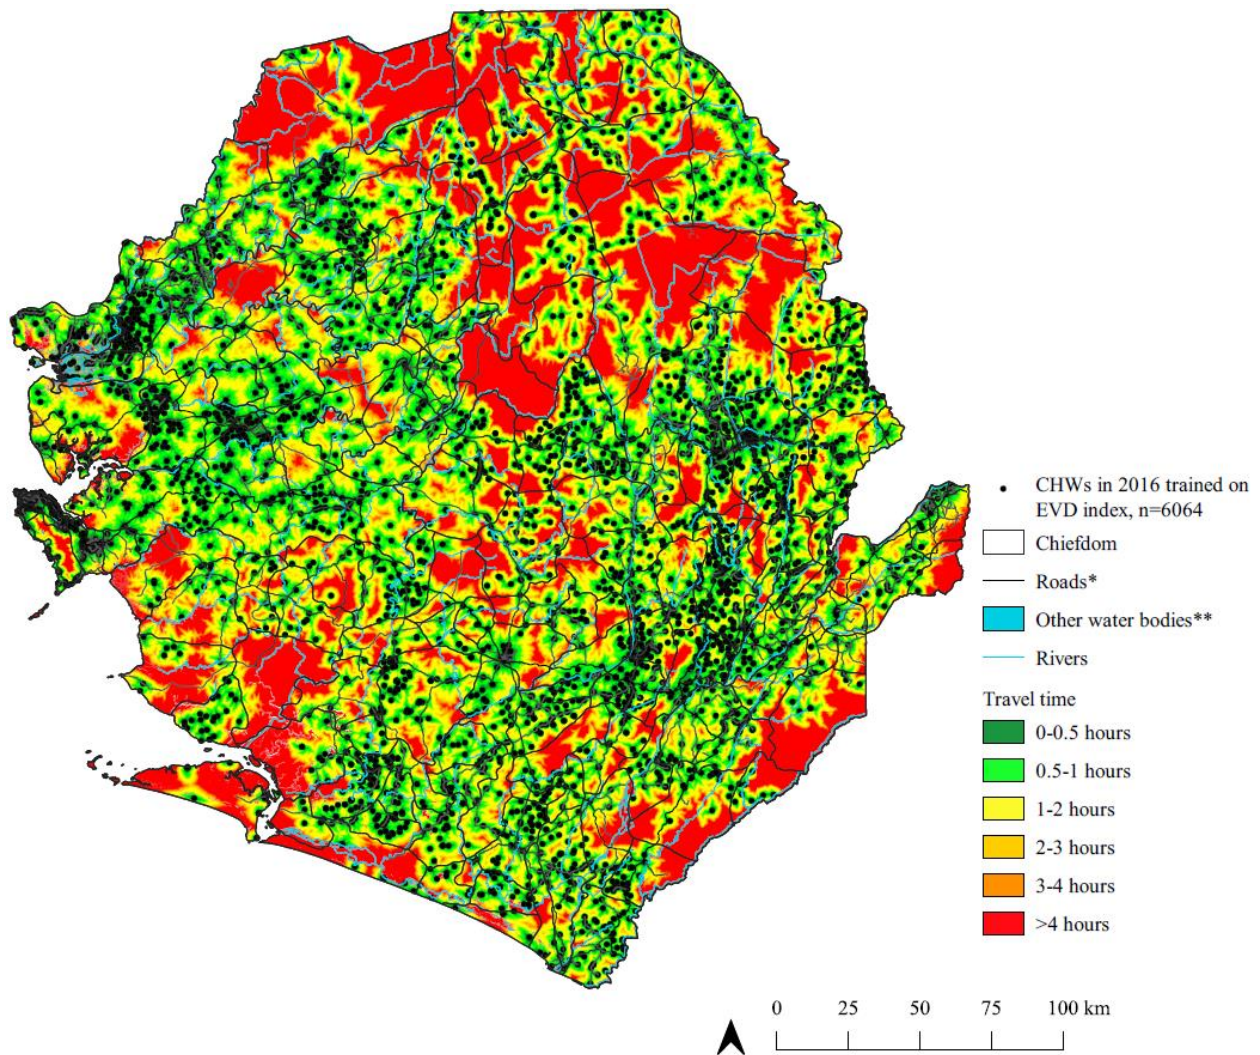 CHWs in 2016 trained on
EVD index, n=6064
Chiefdom
Roads*
Other water bodies**
Rivers
Travel time
0-0.5 hours
0.5-1 hours
1-2 hours
2-3 hours
3-4 hours
>4 hours
0 25 50 75 100 km